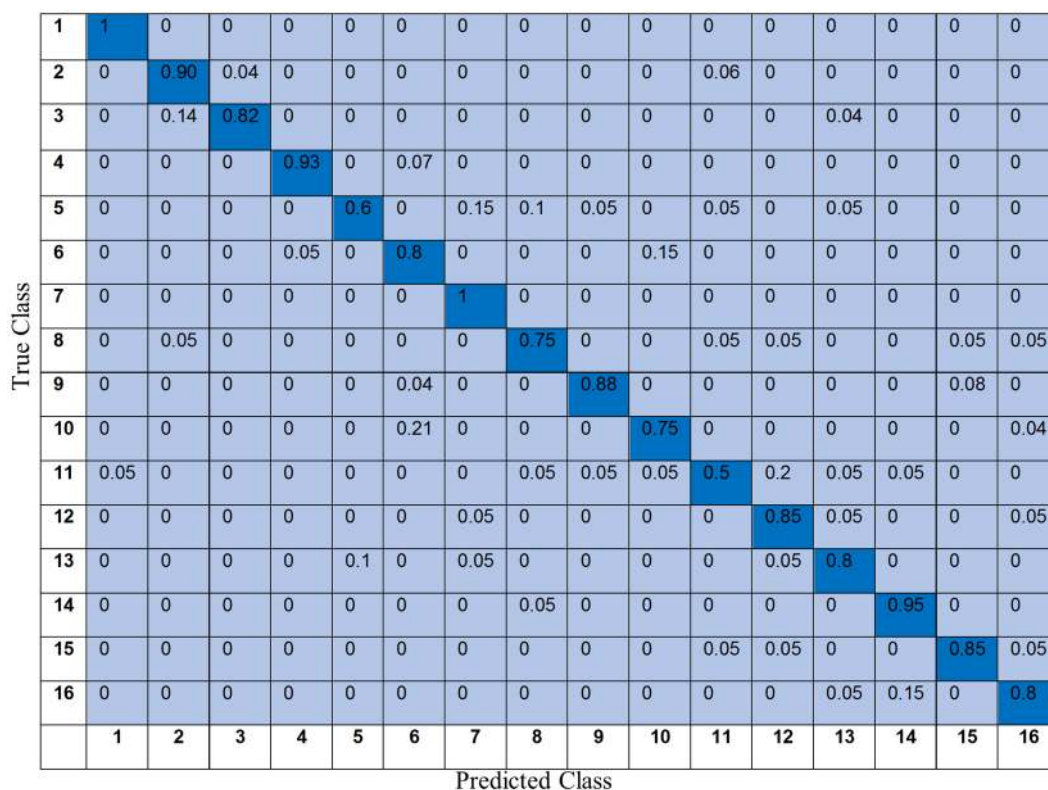 True Class
1 1 0 0 0 0 0 0 0 0 0 0 0 0 0 0 0
2 0 0.90 0.04 0 0 0 0 0 0 0 0.06 0 0 0 0 0
3 0 0.14 0.82 0 0 0 0 0 0 0 0 0 0.04 0 0 0
4 0 0 0 0.93 0 0.07 0 0 0 0 0 0 0 0 0 0
5 0 0 0 0 0.6 0 0.15 0.1 0.05 0 0.05 0 0.05 0 0 0
6 0 0 0 0.05 0 0.8 0 0 0 0.15 0 0 0 0 0 0
7 0 0 0 0 0 0 1 0 0 0 0 0 0 0 0 0
8 0 0.05 0 0 0 0 0 0.75 0 0 0.05 0.05 0 0 0.05 0.05
9 0 0 0 0 0 0.04 0 0 0.88 0 0 0 0 0 0.08 0
10 0 0 0 0 0 0.21 0 0 0 0.75 0 0 0 0 0 0.04
11 0.05 0 0 0 0 0 0 0.05 0.05 0.05 0.5 0.2 0.05 0.05 0 0
12 0 0 0 0 0 0 0.05 0 0 0 0 0.85 0.05 0 0 0.05
13 0 0 0 0 0.1 0 0.05 0 0 0 0 0.05 0.8 0 0 0
14 0 0 0 0 0 0 0 0.05 0 0 0 0 0 0.95 0 0
15 0 0 0 0 0 0 0 0 0 0 0.05 0.05 0 0 0.85 0.05
16 0 0 0 0 0 0 0 0 0 0 0 0 0.05 0.15 0 0.8
1 2 3 4 5 6 7 8 9 10 11 12 13 14 15 16
Predicted Class